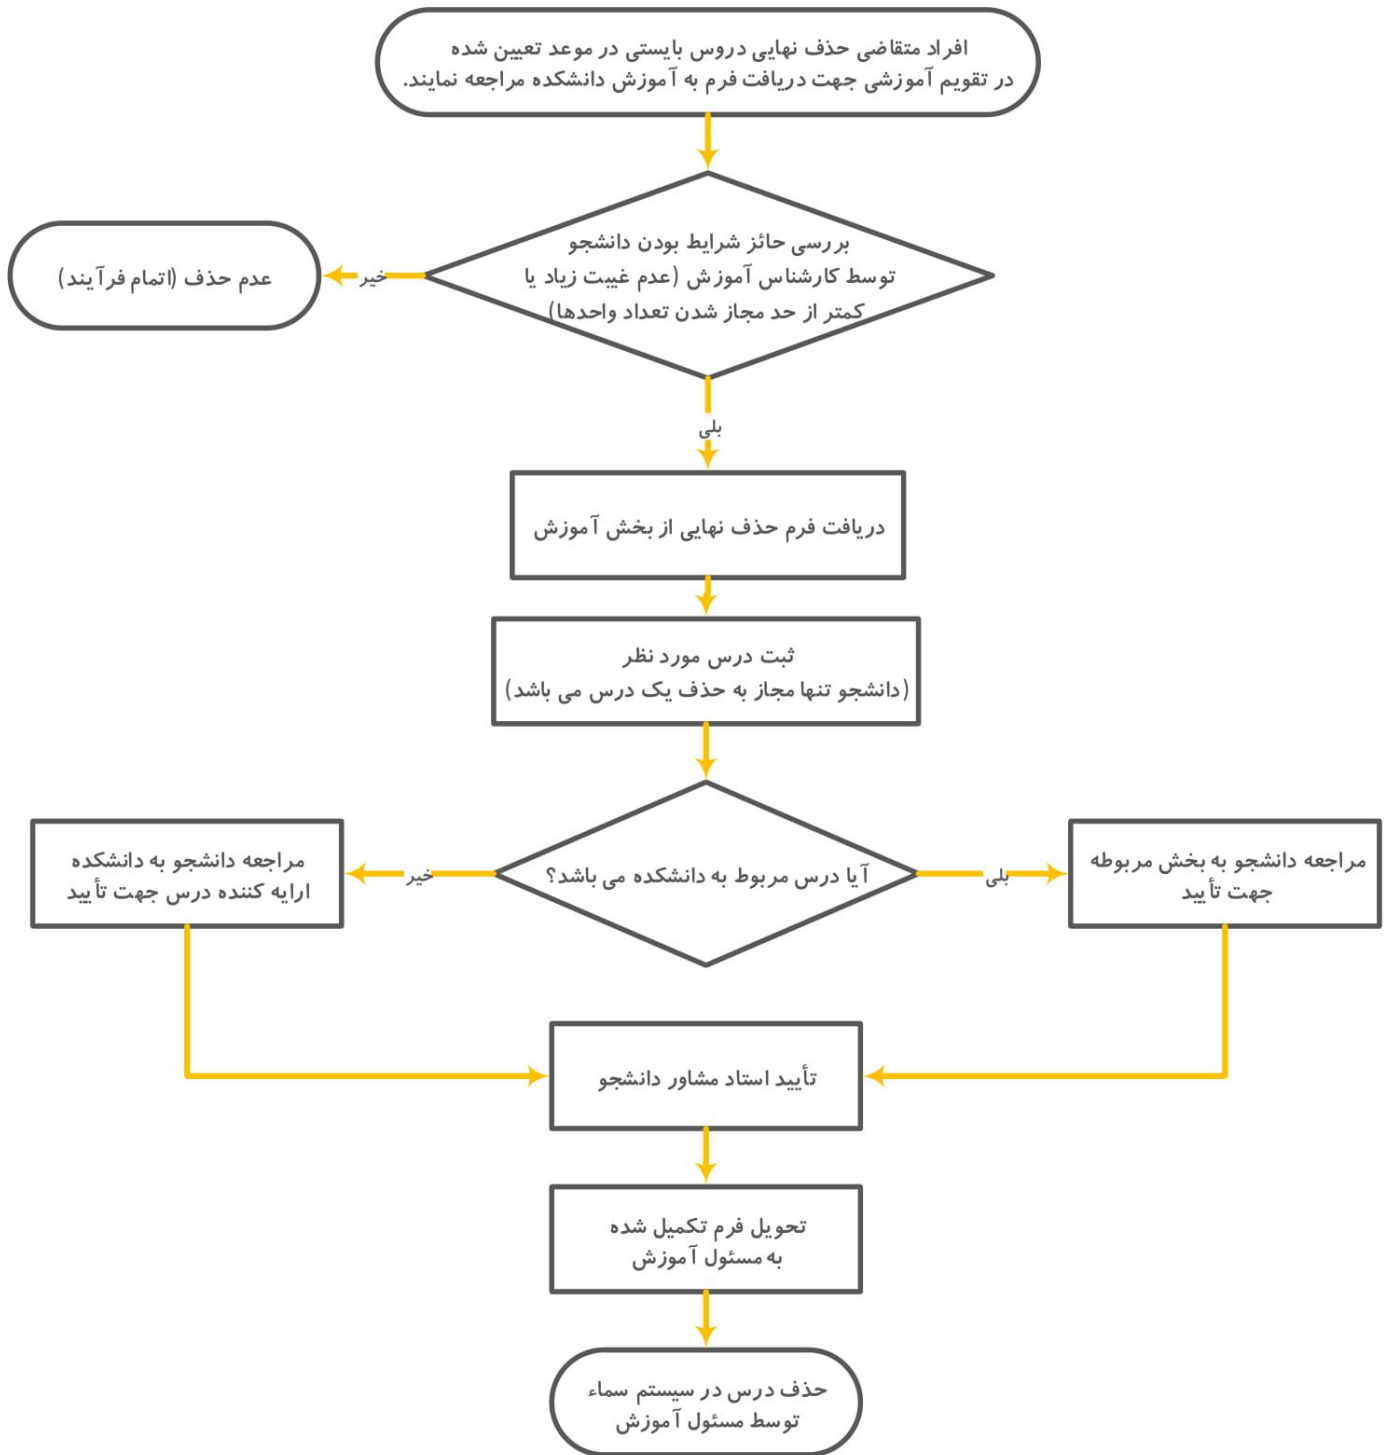 افراد متقاضی حذف نهایی دروس بایستی در موعد تعیین شده
در تقویم آموزشی جهت دریافت فرم به آموزش دانشکده مراجعه نمایند.
بررسی حائز شرایط بودن دانشجو
توسط کارشناس آموزش (عدم غیبت زیاد یا
کمتر از حد مجاز شدن تعداد واحدها)
خیر
عدم حذف (اتمام فرآیند)
بلی
دریافت فرم حذف نهایی از بخش آموزش
ثبت درس مورد نظر
(دانشجو تنها مجاز به حذف یک درس می باشد)
آیا درس مربوط به دانشکده می باشد؟
بلی
مراجعه دانشجو به بخش مربوطه
جهت تأیید
خیر
مراجعه دانشجو به دانشکده
ارایه کننده درس جهت تأیید
تأیید استاد مشاور دانشجو
تحویل فرم تکمیل شده
به مسئول آموزش
حذف درس در سیستم سماء
توسط مسئول آموزش